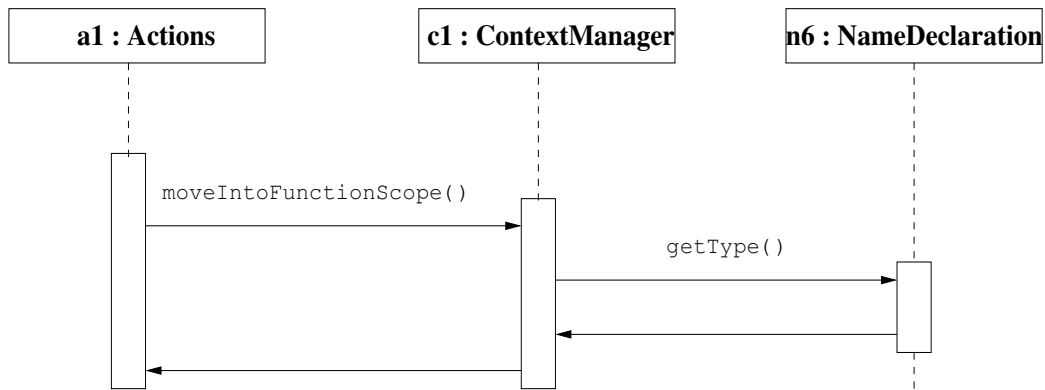 a1 : Actions
c1 : ContextManager
n6 : NameDeclaration
moveIntoFunctionScope()
getType()